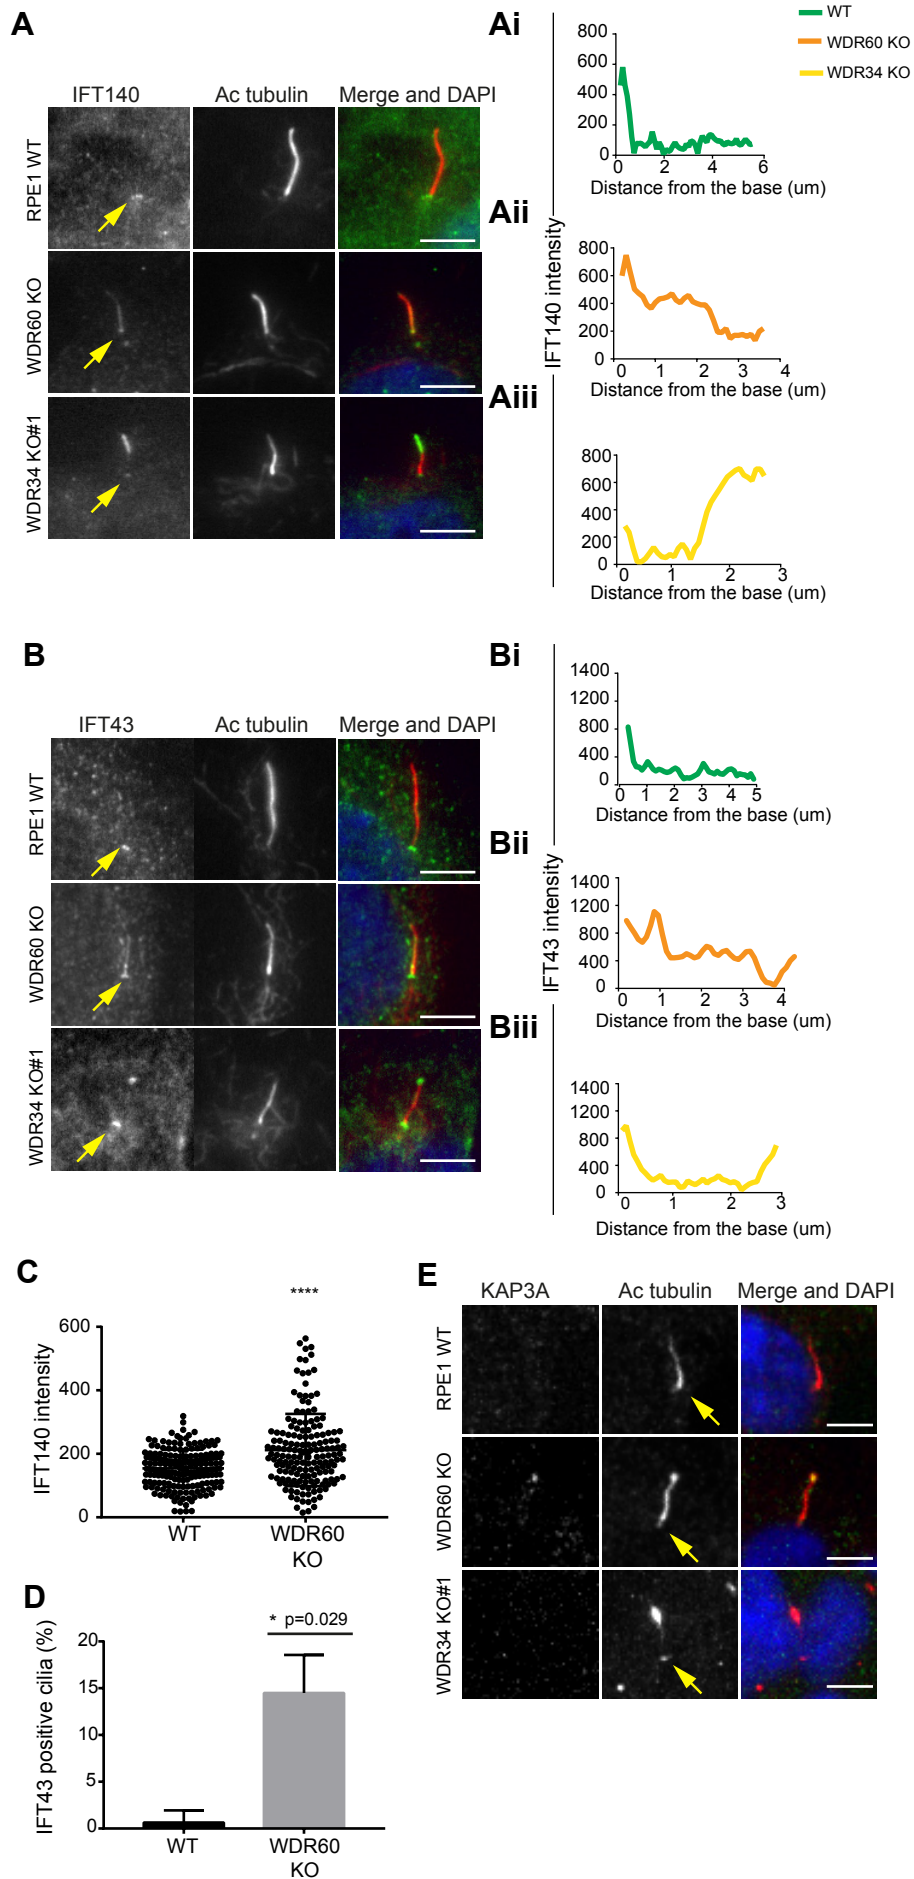 A
IFT140 Ac tubulin Merge and DAPI
RPE1 WT
WDR60 KO
WDR34 KO#1
WT
WDR60 KO
WDR34 KO
IFT140 intensity
Ai
800
600
400
200
0
0 2 4 6
Distance from the base (um)
Aii
800
600
400
200
0
0 1 2 3 4
Distance from the base (um)
Aiii
800
600
400
200
0
0 1 2 3
Distance from the base (um)
B
IFT43 Ac tubulin Merge and DAPI
RPE1 WT
WDR60 KO
WDR34 KO#1
IFT43 intensity
Bi
1400
1200
800
400
0
0 1 2 3 4 5
Distance from the base (um)
Bii
1400
1200
800
400
0
0 1 2 3 4
Distance from the base (um)
Biii
1400
1200
800
400
0
0 1 2 3
Distance from the base (um)
C
****
IFT140 intensity
600
400
200
0
WT WDR60
KO
D
* p=0.029
IFT43 positive cilia (%)
20
15
10
5
0
WT WDR60
KO
E
KAP3A Ac tubulin Merge and DAPI
RPE1 WT
WDR60 KO
WDR34 KO#1